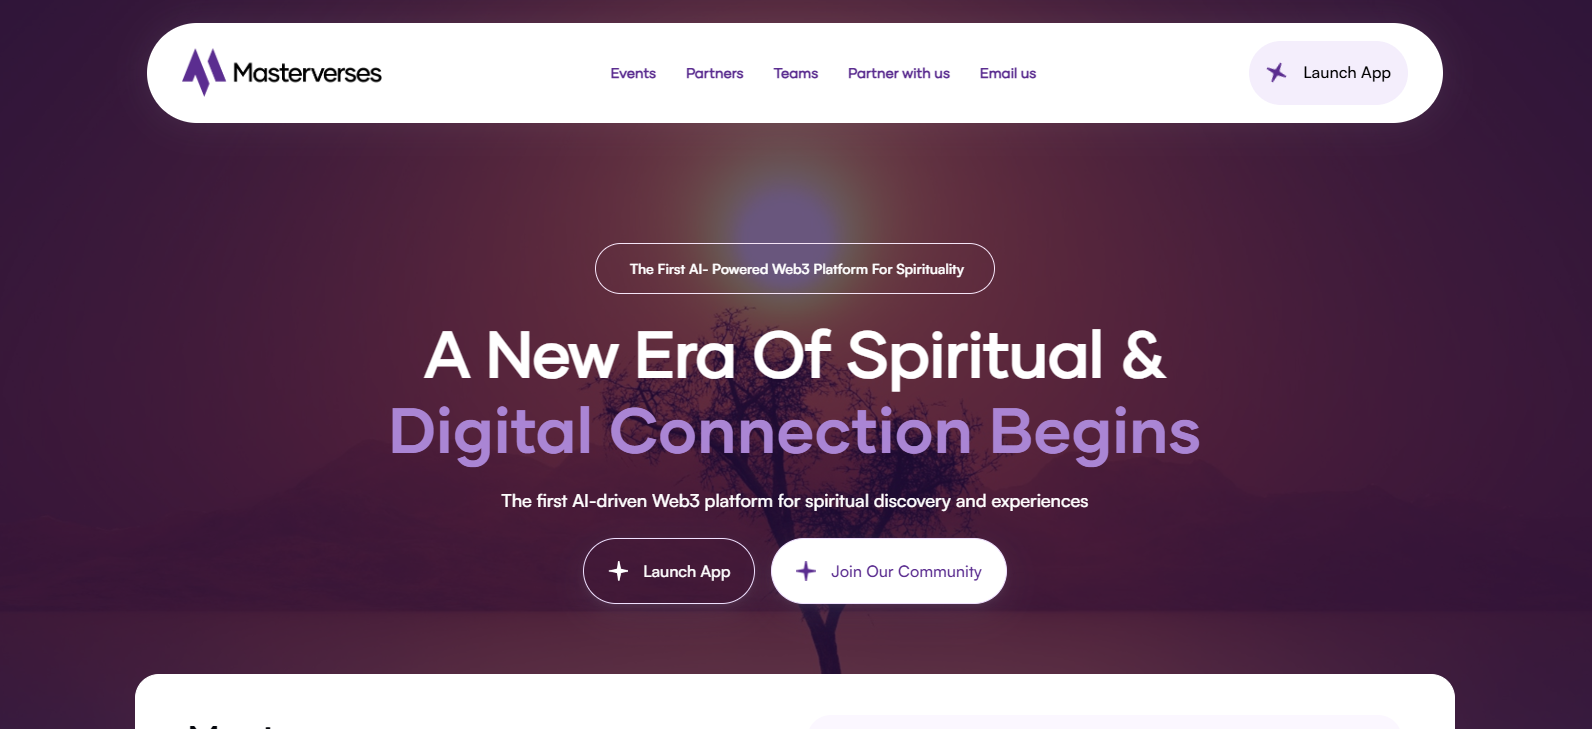 Masterverses
Events
Partners
Teams
Partner with us
Email us
Launch App
The First AI- Powered Web3 Platform For Spirituality
A New Era Of Spiritual &
Digital Connection Begins
The first AI-driven Web3 platform for spiritual discovery and experiences
Launch App
Join Our Community